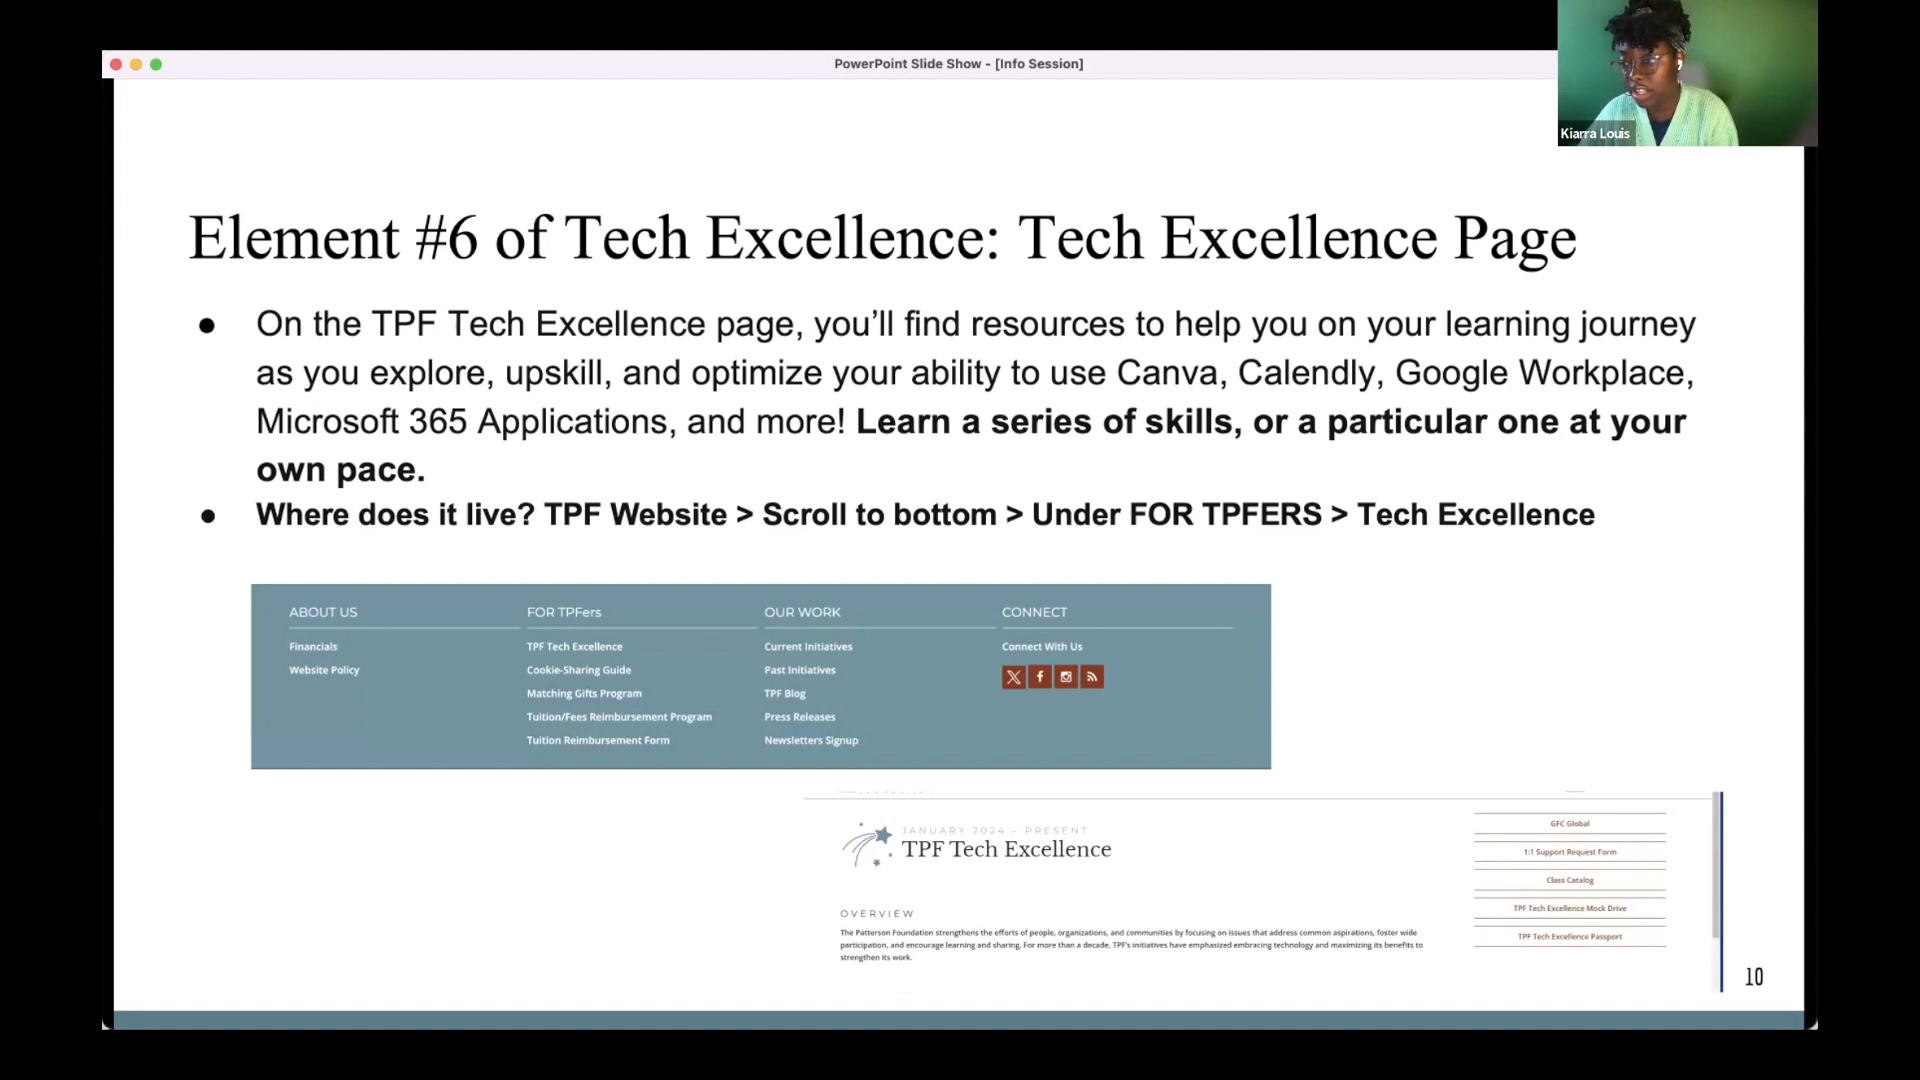 PowerPoint Slide Show - [Info Session]
Kiarra Louis
Element #6 of Tech Excellence: Tech Excellence Page
● On the TPF Tech Excellence page, you’ll find resources to help you on your learning journey
as you explore, upskill, and optimize your ability to use Canva, Calendly, Google Workplace,
Microsoft 365 Applications, and more! Learn a series of skills, or a particular one at your
own pace.
● Where does it live? TPF Website > Scroll to bottom > Under FOR TPFERS > Tech Excellence
ABOUT US
Financials
Website Policy
FOR TPFers
TPF Tech Excellence
Cookie-Sharing Guide
Matching Gifts Program
Tuition/Fees Reimbursement Program
Tuition Reimbursement Form
OUR WORK
Current Initiatives
Past Initiatives
TPF Blog
Press Releases
Newsletters Signup
CONNECT
Connect With Us
JANUARY 2024 – PRESENT
TPF Tech Excellence
OVERVIEW
The Patterson Foundation strengthens the efforts of people, organizations, and communities by focusing on issues that address common aspirations, foster wide
participation, and encourage learning and sharing. For more than a decade, TPF's initiatives have emphasized embracing technology and maximizing its benefits to
strengthen its work.
GFC Global
1:1 Support Request Form
Class Catalog
TPF Tech Excellence Mock Drive
TPF Tech Excellence Passport
10